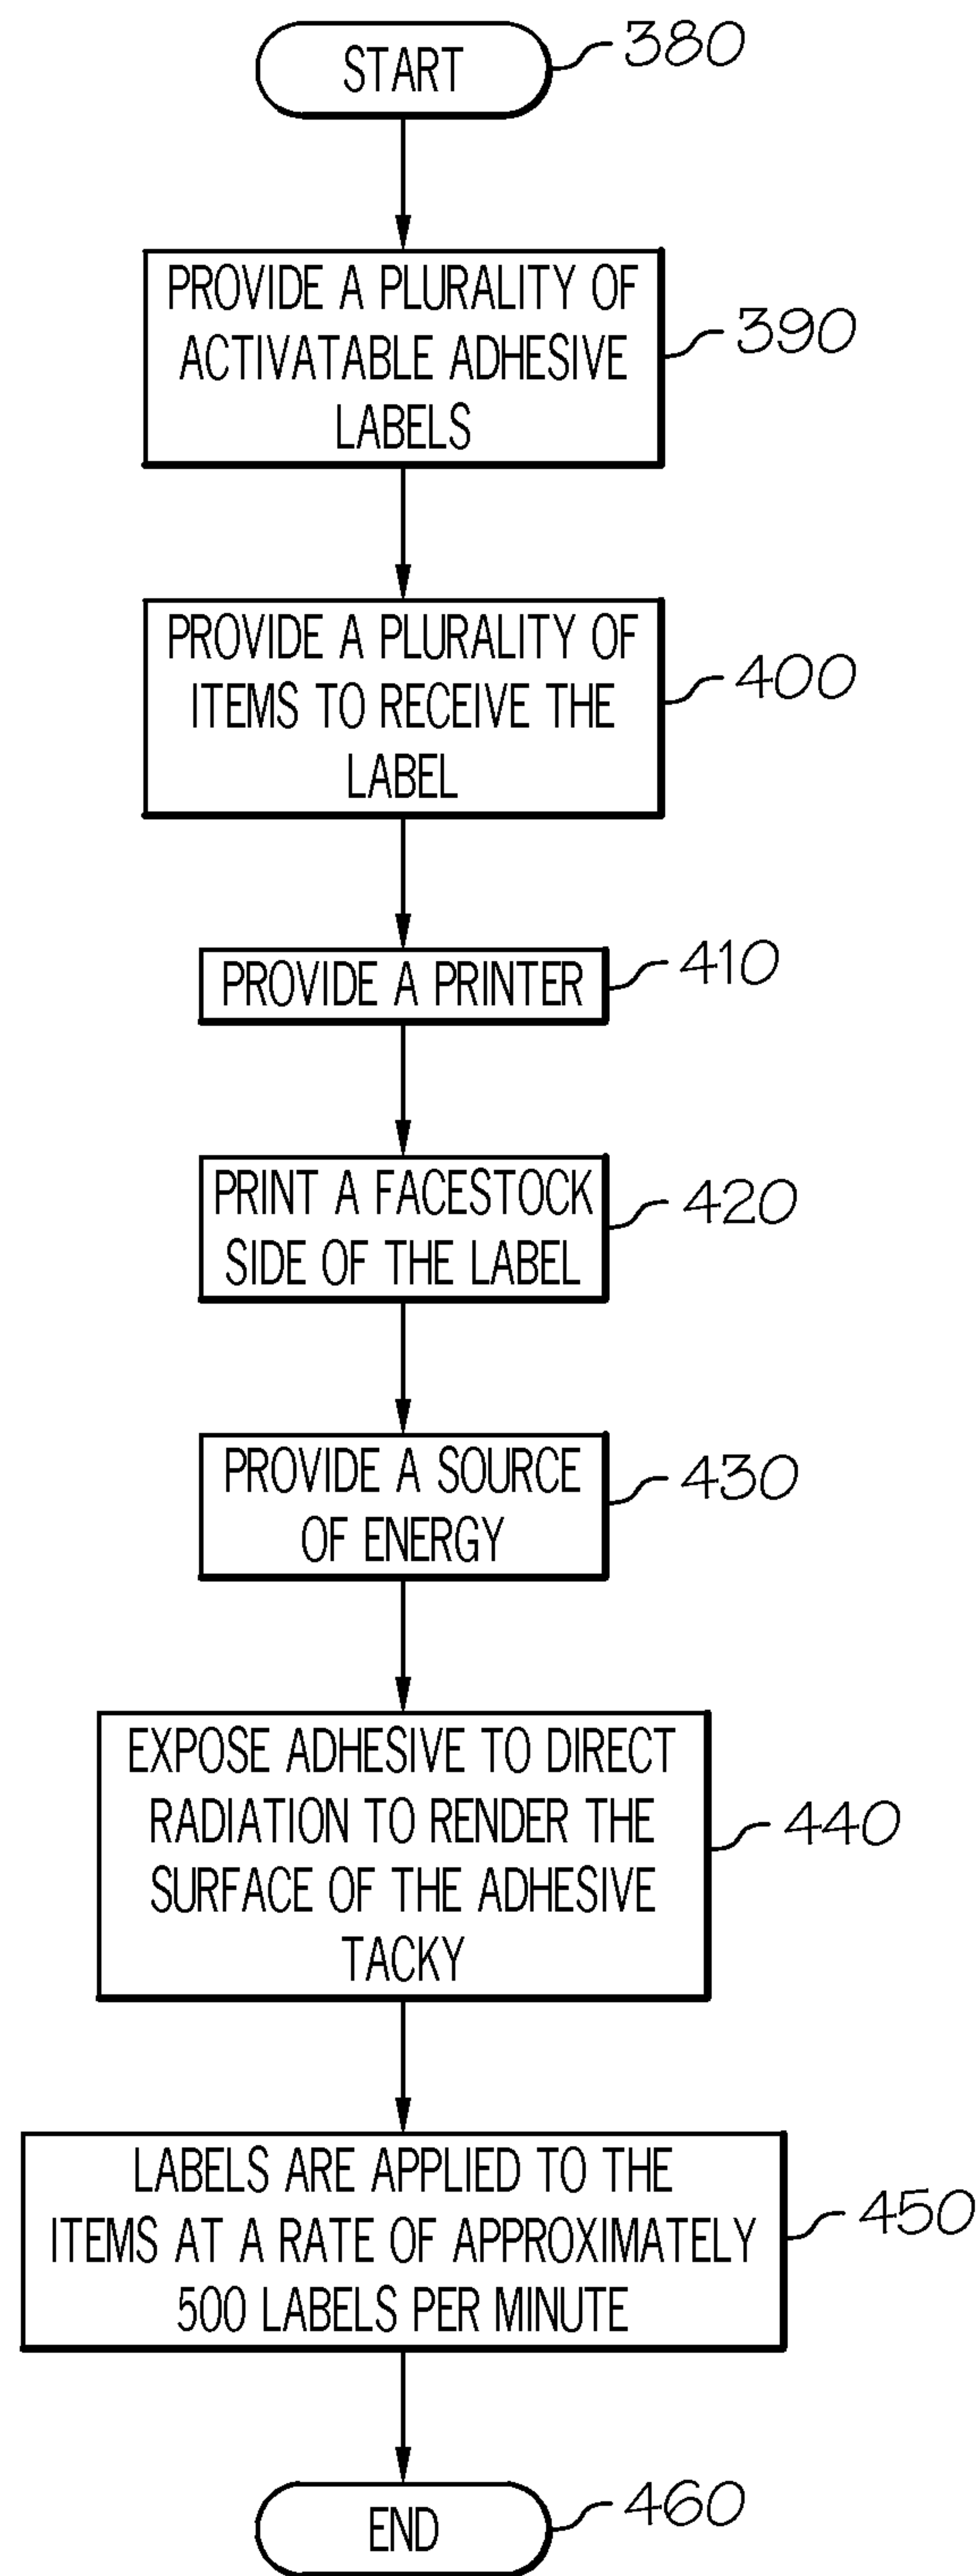 START
380
PROVIDE A PLURALITY OF
ACTIVATABLE ADHESIVE
LABELS
390
PROVIDE A PLURALITY OF
ITEMS TO RECEIVE THE
LABEL
400
PROVIDE A PRINTER
410
PRINT A FACESTOCK
SIDE OF THE LABEL
420
PROVIDE A SOURCE
OF ENERGY
430
EXPOSE ADHESIVE TO DIRECT
RADIATION TO RENDER THE
SURFACE OF THE ADHESIVE
TACKY
440
LABELS ARE APPLIED TO THE
ITEMS AT A RATE OF APPROXIMATELY
500 LABELS PER MINUTE
450
END
460